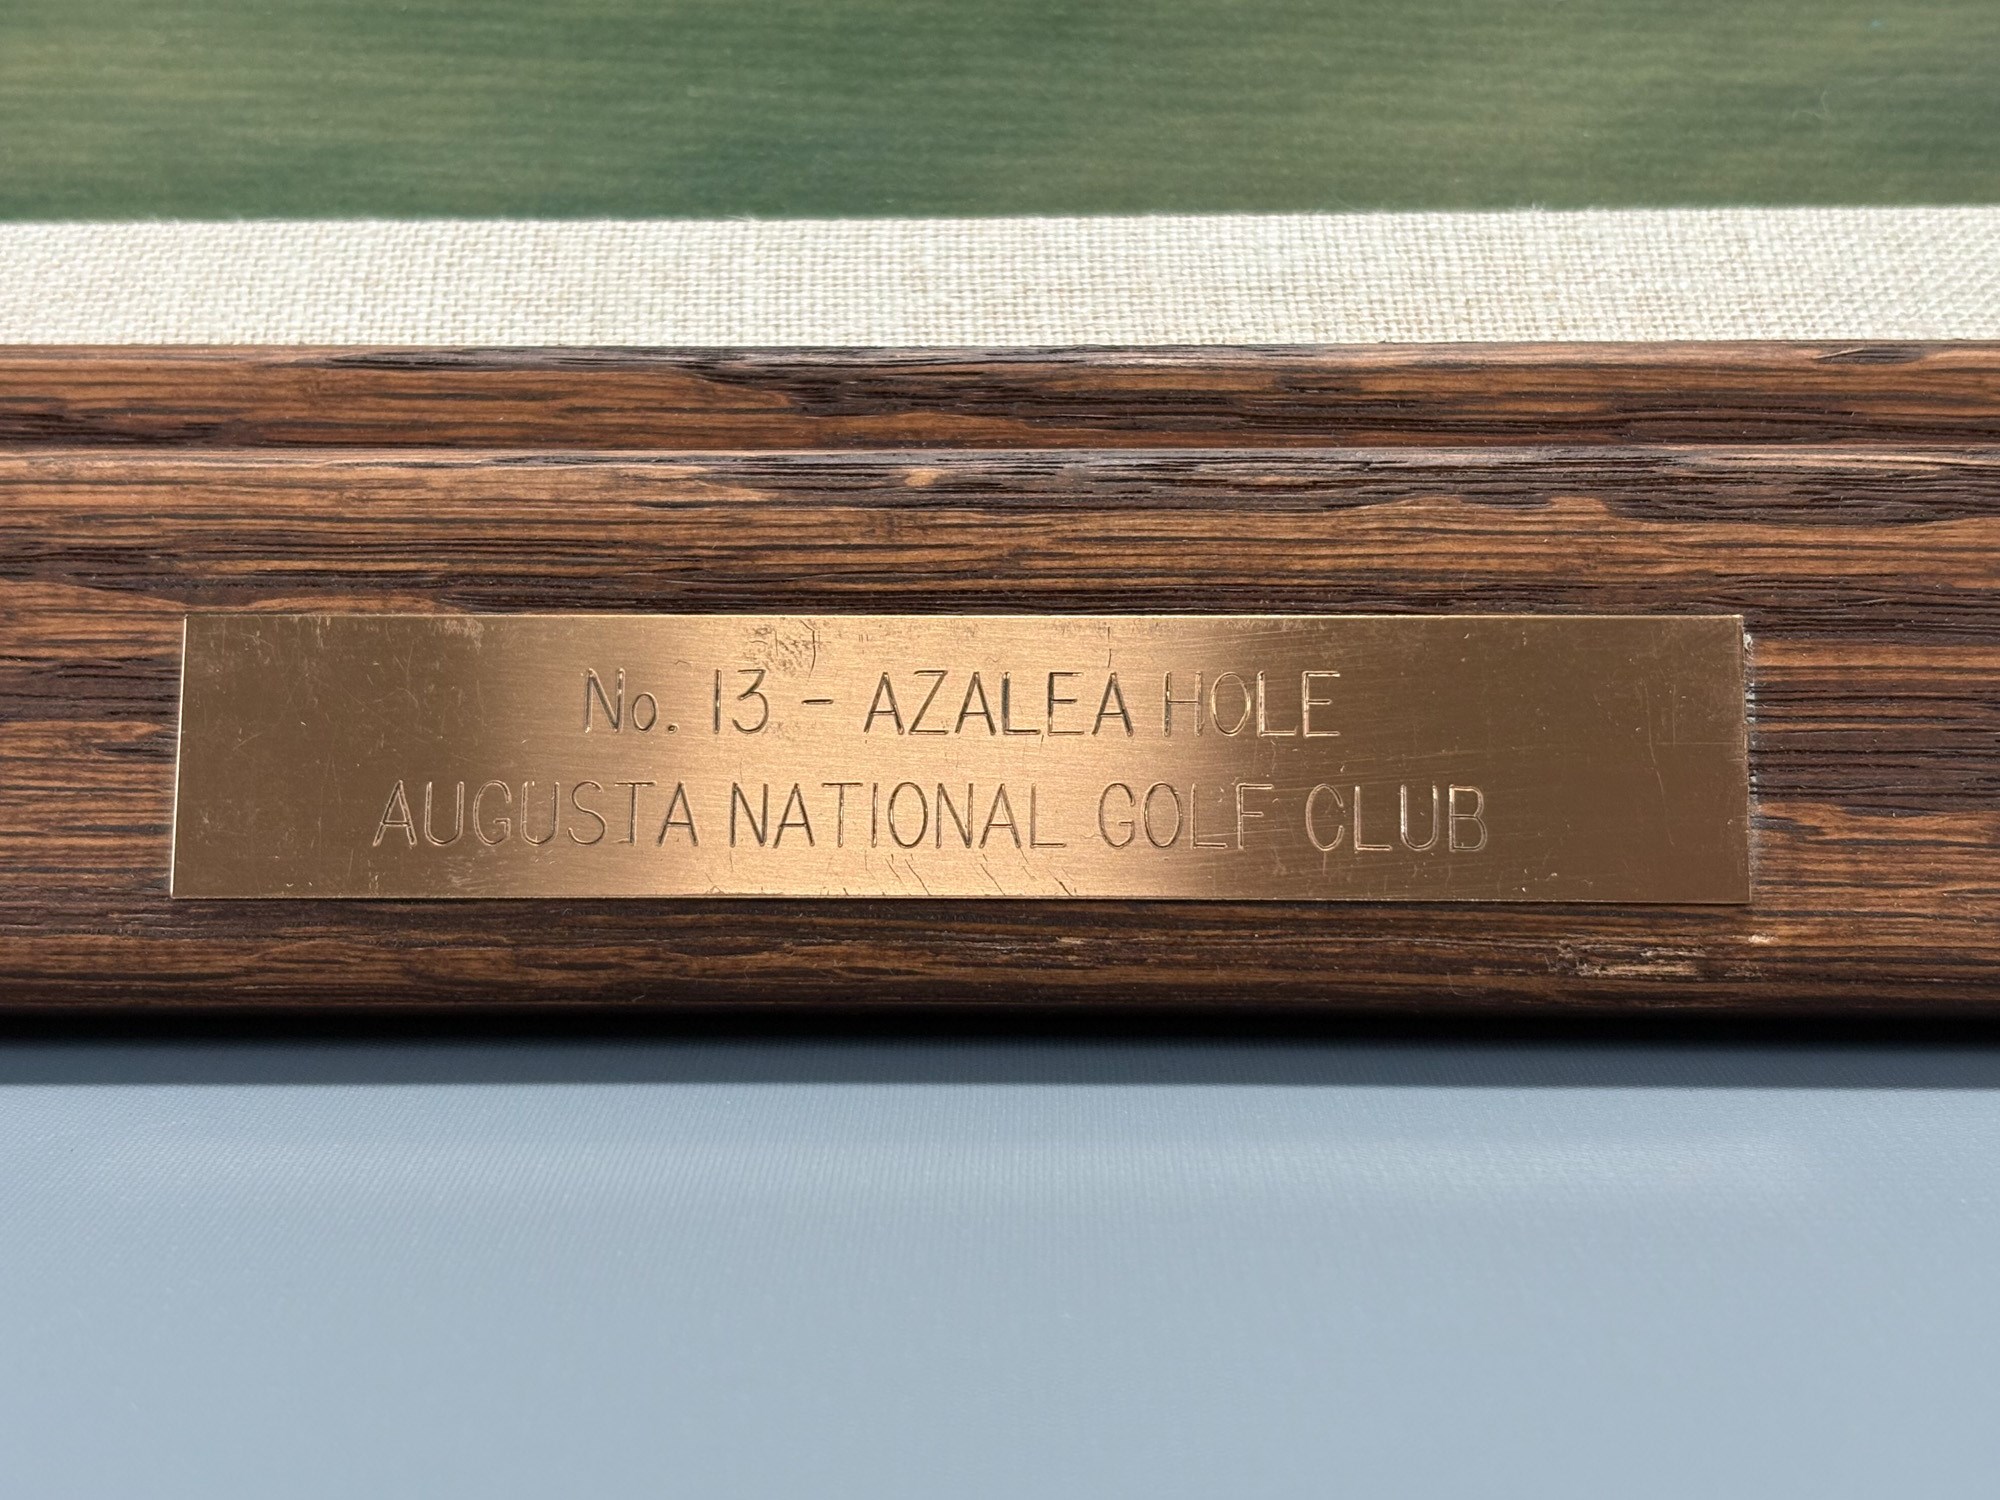 No. 13 - AZALEA HOLE
AUGUSTA NATIONAL GOLF CLUB